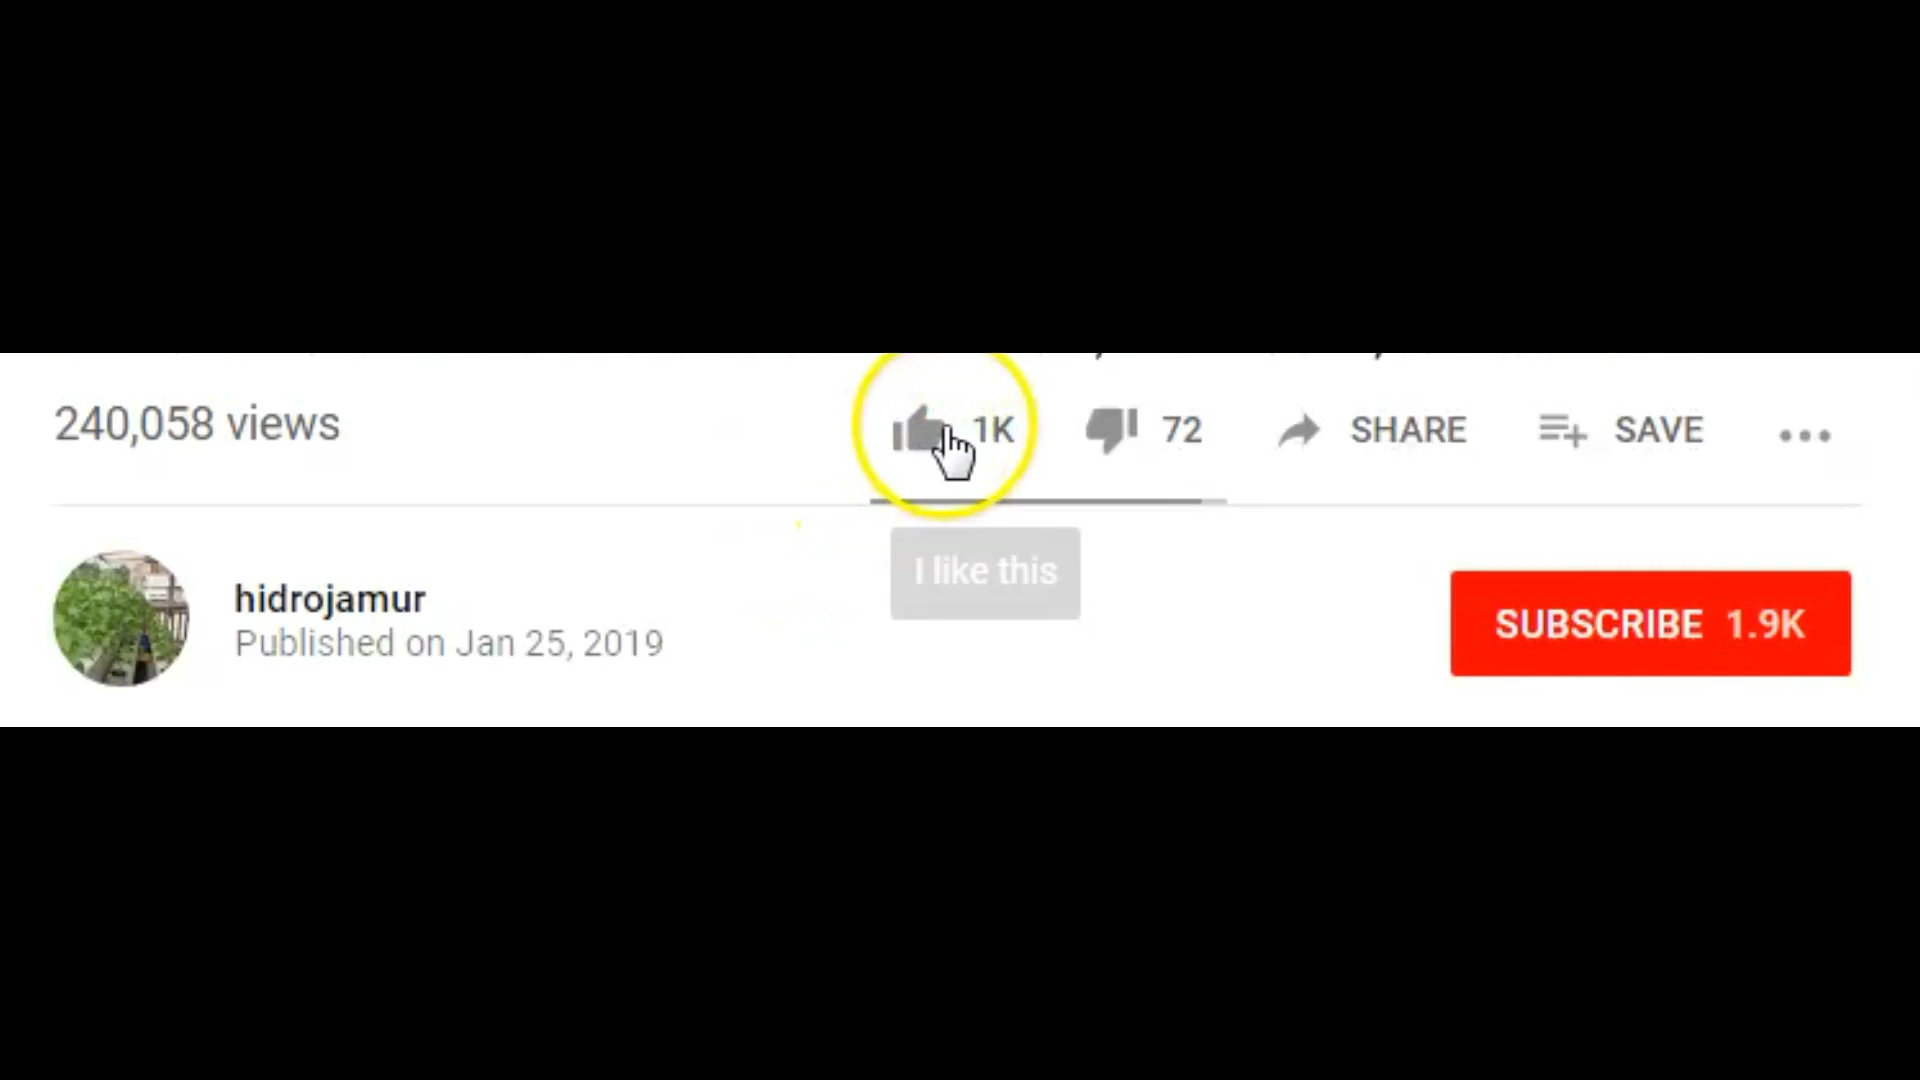 240,058 views
1K
72
SHARE
SAVE
I like this
hidrojamur
Published on Jan 25, 2019
SUBSCRIBE 1.9K